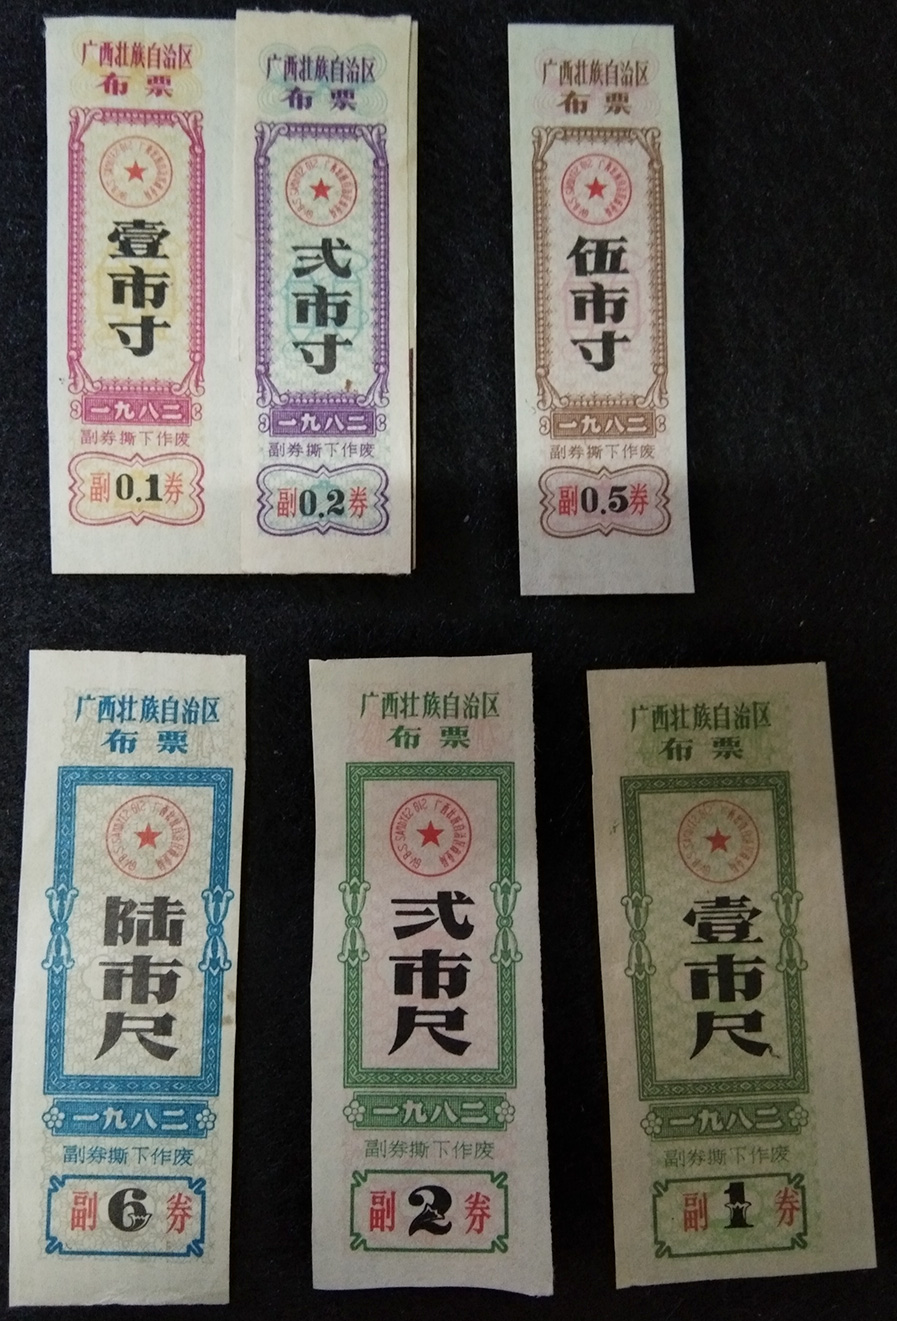 广西壮族自治区
布票
壹市寸
一九八二
副券撕下作废
副0.1券
广西壮族自治区
布票
弍市寸
一九八二
副券撕下作废
副0.2券
广西壮族自治区
布票
伍市寸
一九八二
副券撕下作废
副0.5券
广西壮族自治区
布票
陆市尺
一九八二
副券撕下作废
副6券
广西壮族自治区
布票
弍市尺
一九八二
副券撕下作废
副2券
广西壮族自治区
布票
壹市尺
一九八二
副券撕下作废
副1券